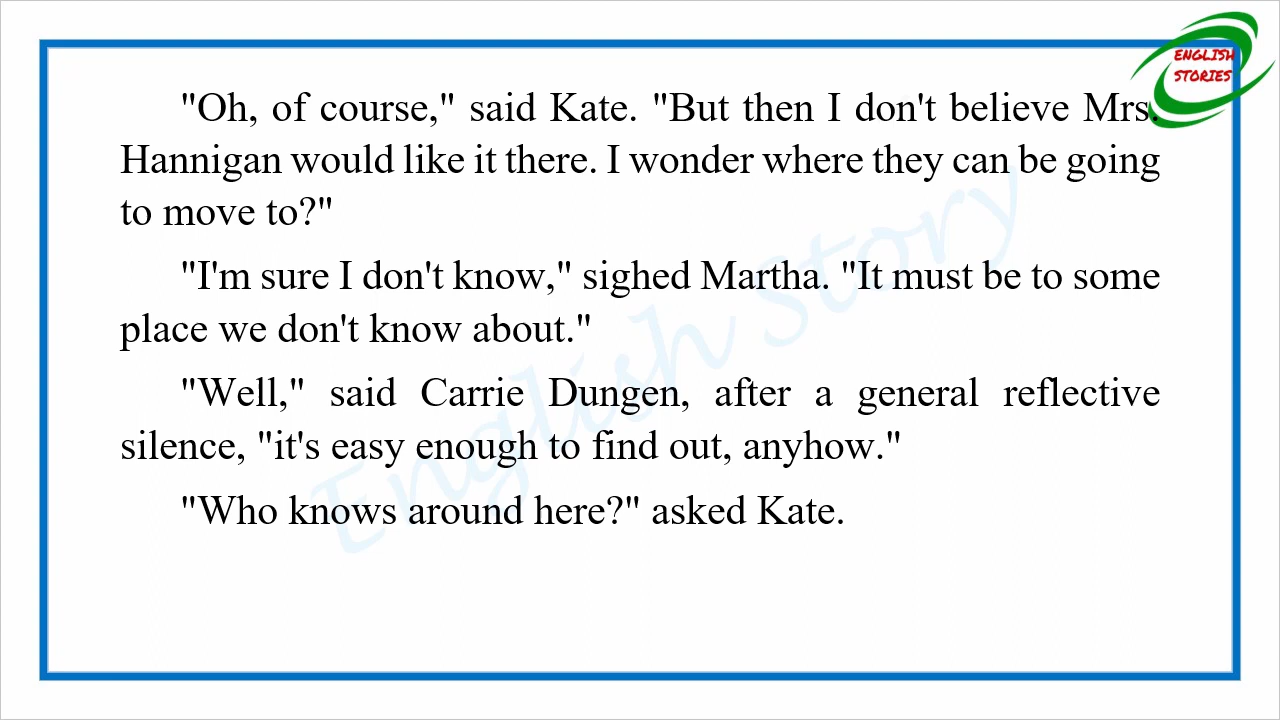 ENGLISH
STORIES
"Oh, of course," said Kate. "But then I don't believe Mrs.
Hannigan would like it there. I wonder where they can be going
to move to?"
"I'm sure I don't know," sighed Martha. "It must be to some
place we don't know about."
"Well," said Carrie Dungen, after a general reflective
silence, "it's easy enough to find out, anyhow."
"Who knows around here?" asked Kate.
English Story